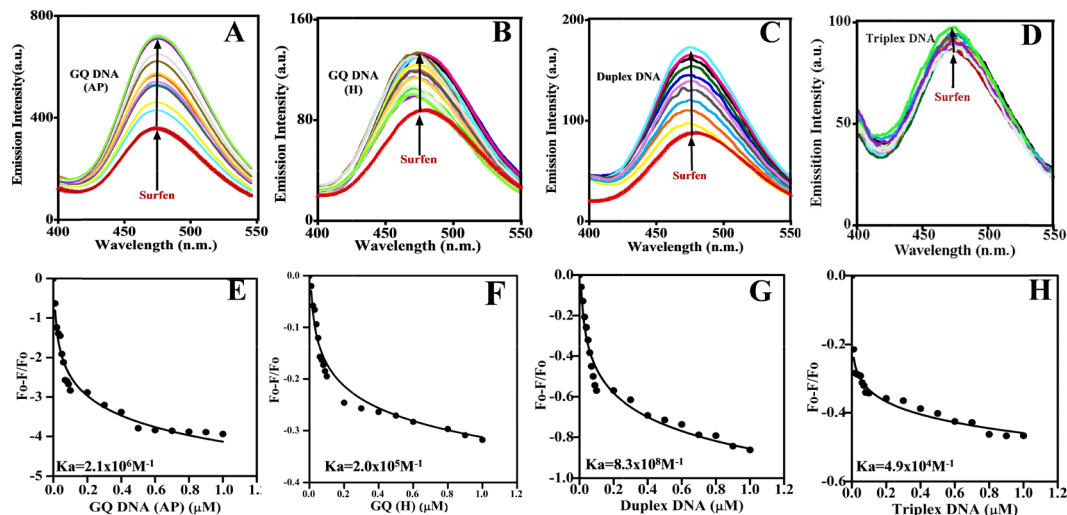 A
Emission Intensity (a.u.)
800
600
400
200
0
GQ DNA
(AP)
Surfen
400
450
500
550
Wavelength (n.m.)
B
Emission Intensity (a.u.)
160
80
0
GQ DNA
(H)
Surfen
400
450
500
550
Wavelength (n.m.)
C
Emission Intensity (a.u.)
200
100
0
Duplex DNA
Surfen
400
450
500
550
Wavelength (n.m.)
D
Emisstion Intensity (a.u.)
100
50
0
Triplex DNA
Surfen
400
450
500
550
Wavelength (n.m.)
E
Fo-F/Fo
0
-1
-2
-3
-4
-5
Ka=2.1x10⁶M⁻¹
0.0
0.2
0.4
0.6
0.8
1.0
1.2
GQ DNA (AP) (μM)
F
Fo-F/Fo
0.0
-0.1
-0.2
-0.3
-0.4
Ka=2.0x10⁵M⁻¹
0.0
0.2
0.4
0.6
0.8
1.0
1.2
GQ (H) (μM)
G
Fo-F/Fo
0.0
-0.2
-0.4
-0.6
-0.8
-1.0
Ka=8.3x10⁸M⁻¹
0.0
0.2
0.4
0.6
0.8
1.0
1.2
Duplex DNA (μM)
H
Fo-F/Fo
0.0
-0.2
-0.4
-0.6
Ka=4.9x10⁴M⁻¹
0.0
0.2
0.4
0.6
0.8
1.0
1.2
Triplex DNA (μM)